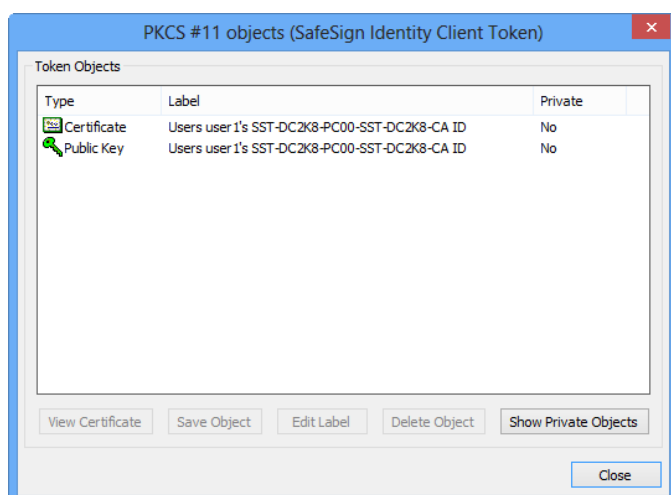 PKCS #11 objects (SafeSign Identity Client Token)
Token Objects
Type Label Private
Certificate Users user1's SST-DC2K8-PC00-SST-DC2K8-CA ID No
Public Key Users user1's SST-DC2K8-PC00-SST-DC2K8-CA ID No
View Certificate Save Object Edit Label Delete Object Show Private Objects
Close